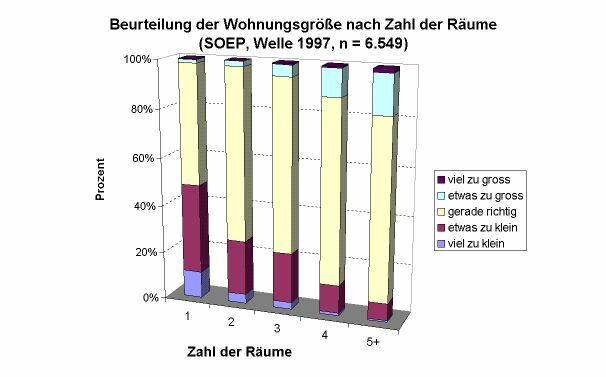 Beurteilung der Wohnungsgröße nach Zahl der Räume
(SOEP, Welle 1997, n = 6.549)
100%
80%
60%
40%
20%
0%
Prozent
1
2
3
4
5+
Zahl der Räume
viel zu gross
etwas zu gross
gerade richtig
etwas zu klein
viel zu klein